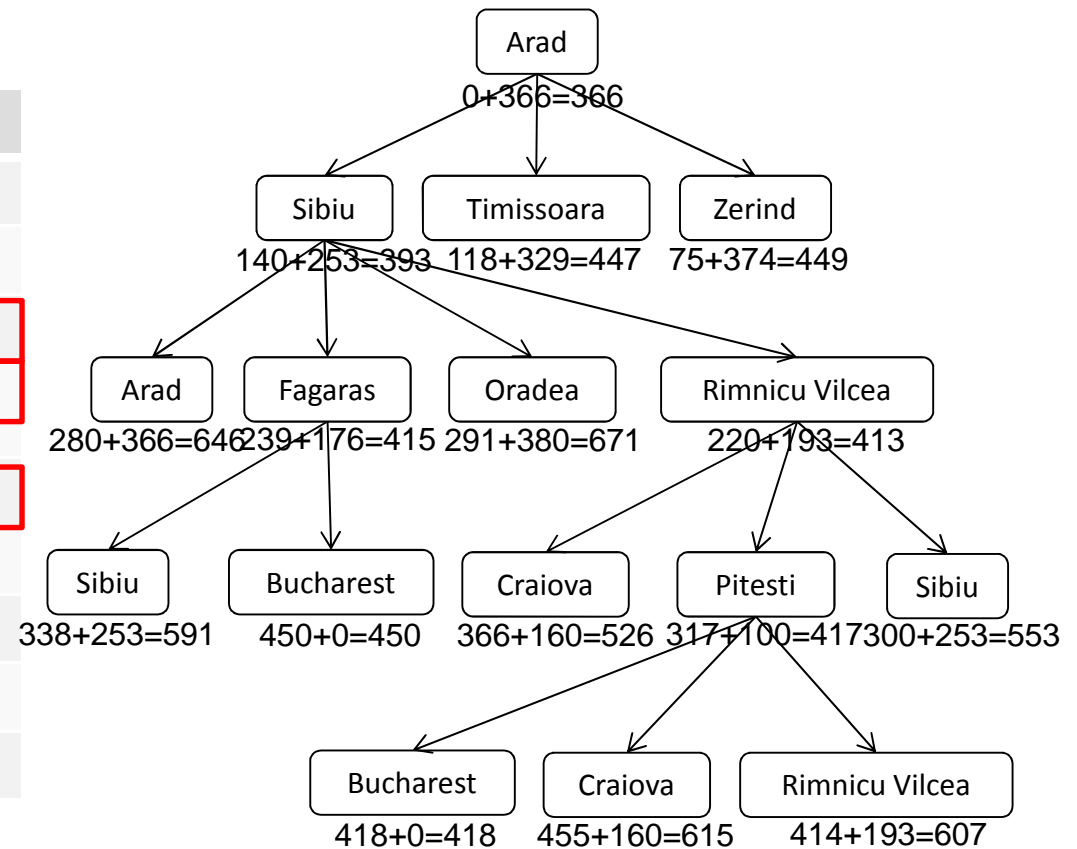 Arad
0+366=366
Sibiu Timissoara Zerind
140+253=393 118+329=447 75+374=449
Arad Fagaras Oradea Rimnicu Vilcea
280+366=646 239+176=415 291+380=671 220+193=413
Sibiu Bucharest Craiova Pitesti Sibiu
338+253=591 450+0=450 366+160=526 317+100=417 300+253=553
Bucharest Craiova Rimnicu Vilcea
418+0=418 455+160=615 414+193=607